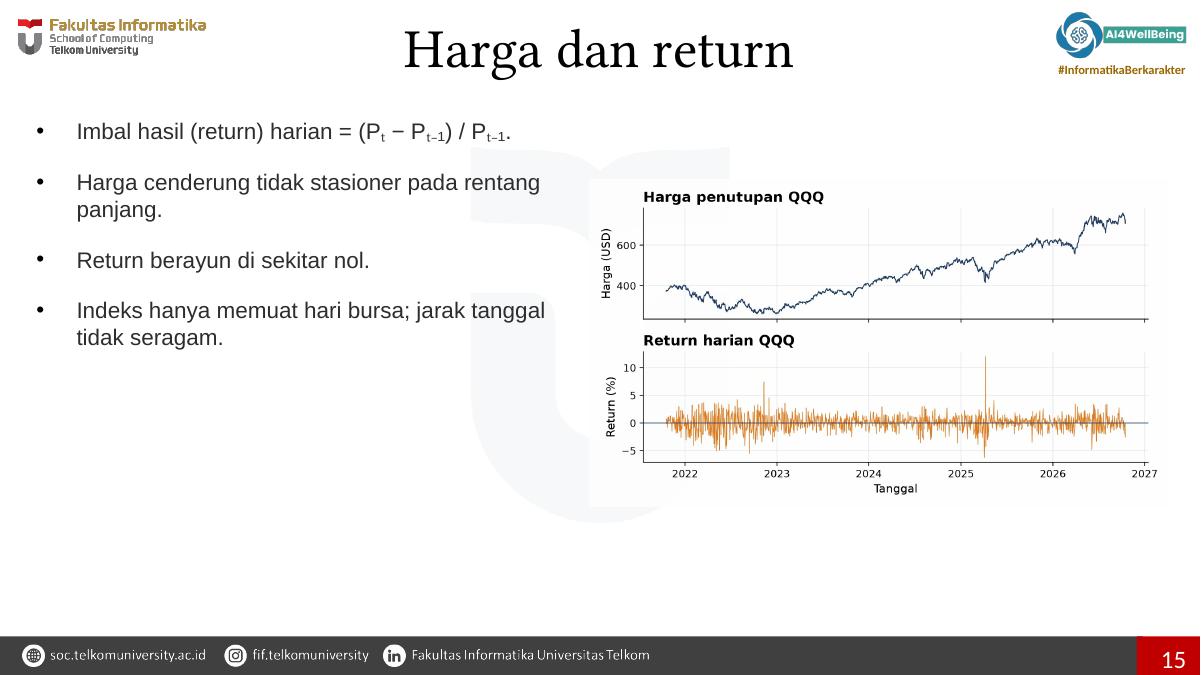 Fakultas Informatika
School of Computing
Telkom University
Harga dan return
AI4WellBeing
#InformatikaBerkarakter
• Imbal hasil (return) harian = (Pₜ − Pₜ₋₁) / Pₜ₋₁.
• Harga cenderung tidak stasioner pada rentang
panjang.
• Return berayun di sekitar nol.
• Indeks hanya memuat hari bursa; jarak tanggal
tidak seragam.
Harga penutupan QQQ
Harga (USD)
600
400
Return harian QQQ
Return (%)
10
5
0
−5
2022 2023 2024 2025 2026 2027
Tanggal
soc.telkomuniversity.ac.id fif.telkomuniversity in Fakultas Informatika Universitas Telkom
15